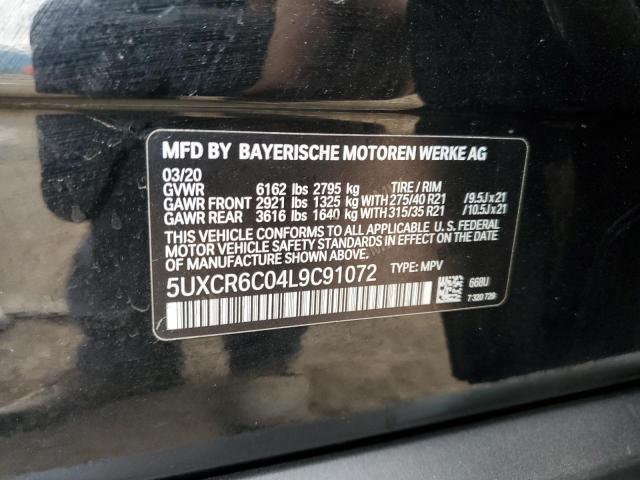 MFD BY BAYERISCHE MOTOREN WERKE AG
03/20
GVWR 6162 lbs 2795 kg TIRE / RIM
GAWR FRONT 2921 lbs 1325 kg WITH 275/40 R21 /9.5Jx21
GAWR REAR 3616 lbs 1640 kg WITH 315/35 R21 /10.5Jx21
THIS VEHICLE CONFORMS TO ALL APPLICABLE U. S. FEDERAL
MOTOR VEHICLE SAFETY STANDARDS IN EFFECT ON THE DATE
OF MANUFACTURE SHOWN ABOVE.
5UXCR6C04L9C91072 TYPE: MPV
668U
7 320 729